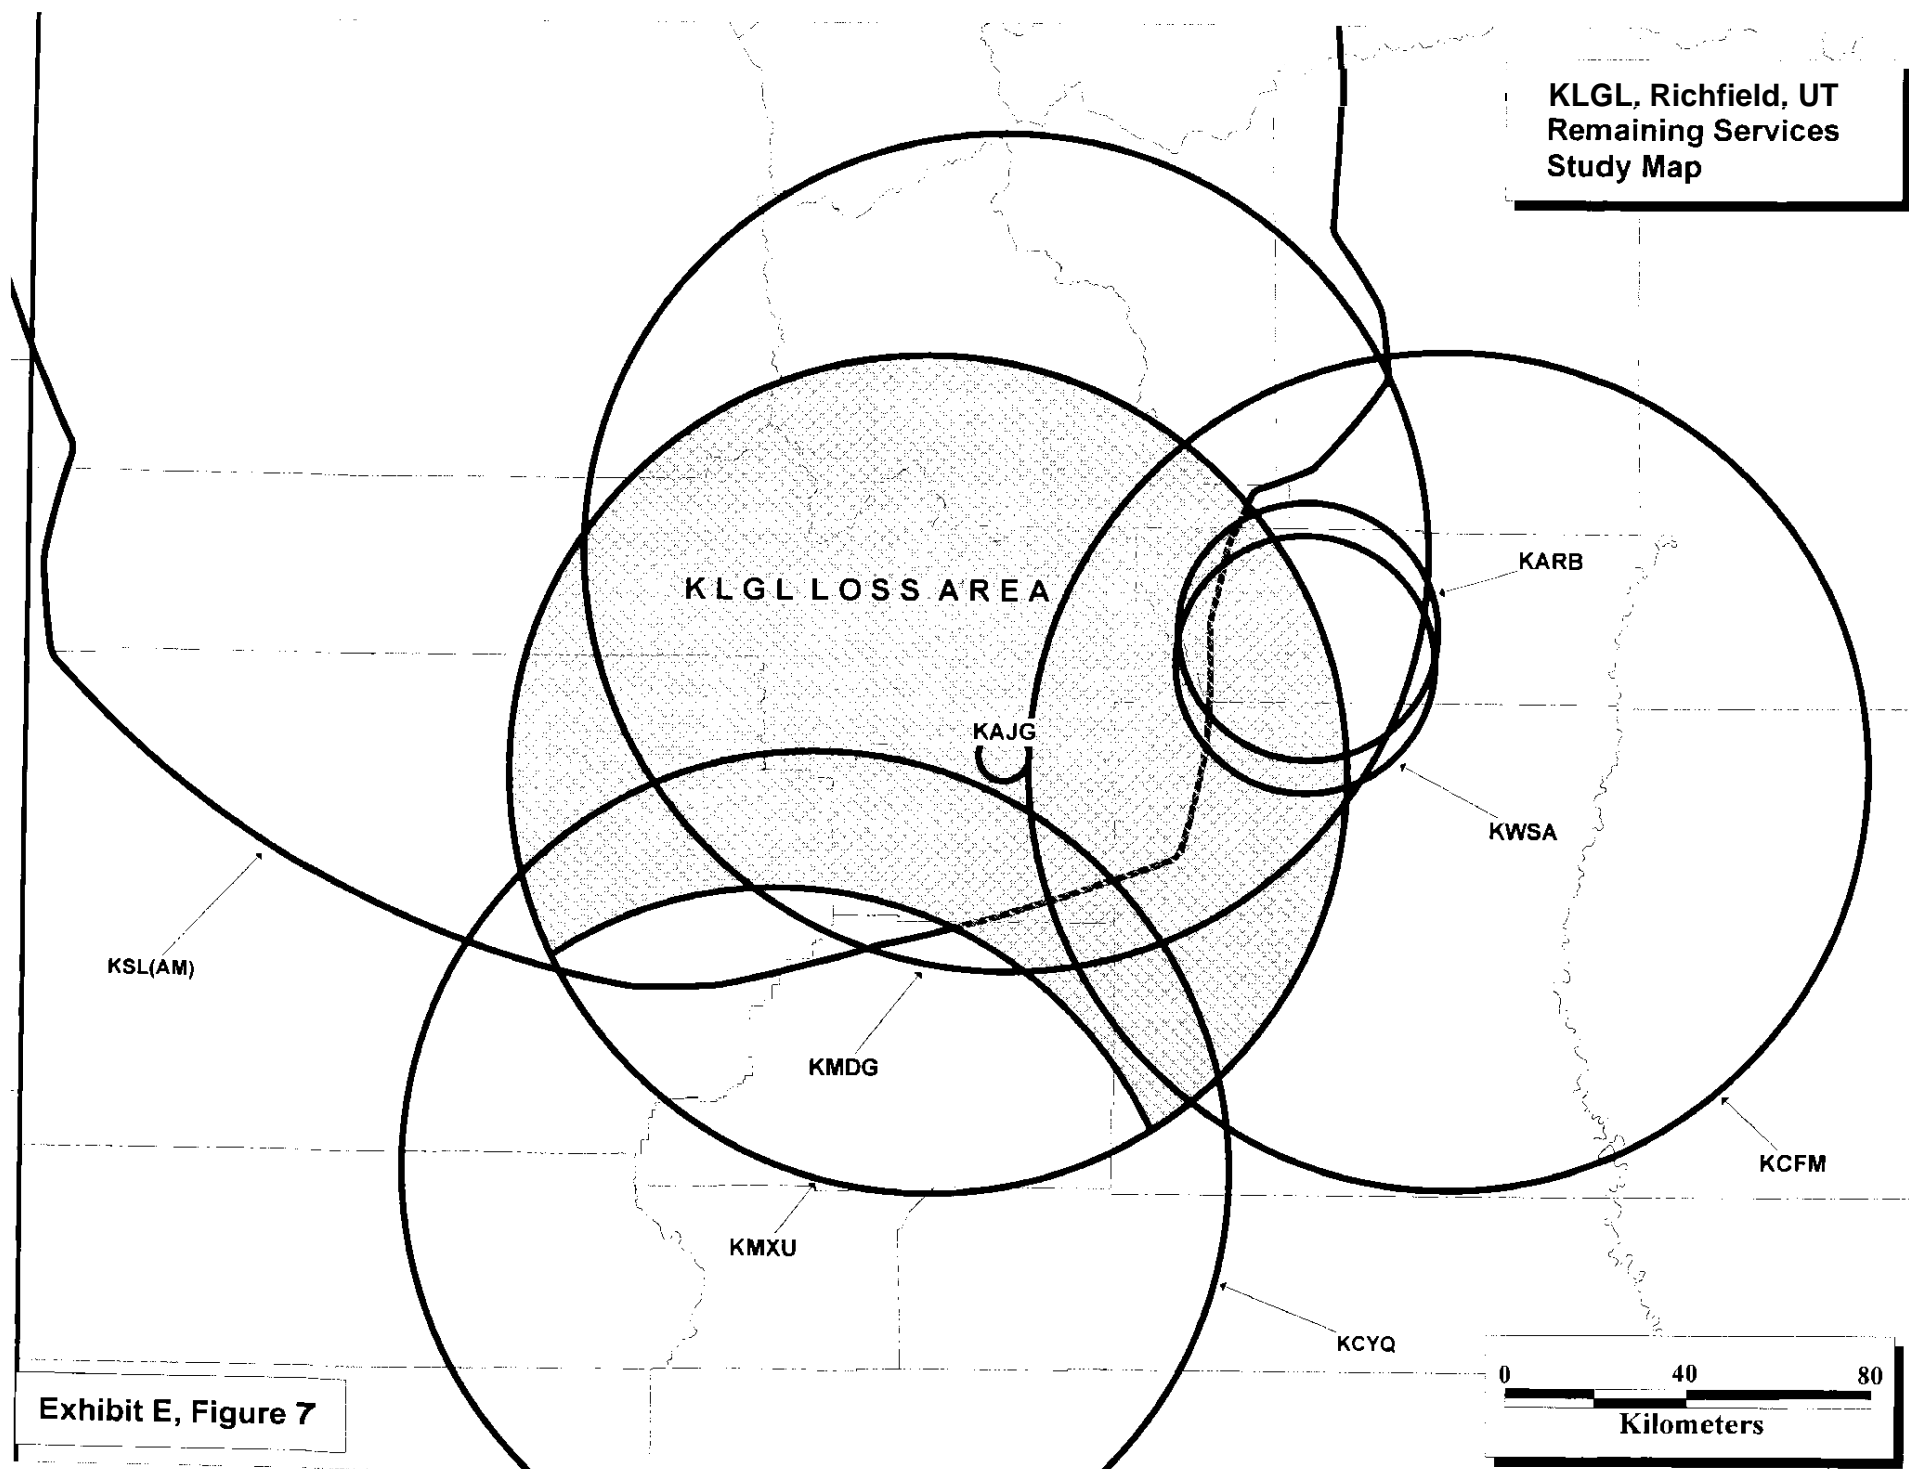 KLGL, Richfield, UT
Remaining Services
Study Map
KARB
KLGL LOSS AREA
KAJG
KWSA
KSL(AM)
KMDG
KCFM
KMXU
KCYQ
0 40 80
Kilometers
Exhibit E, Figure 7